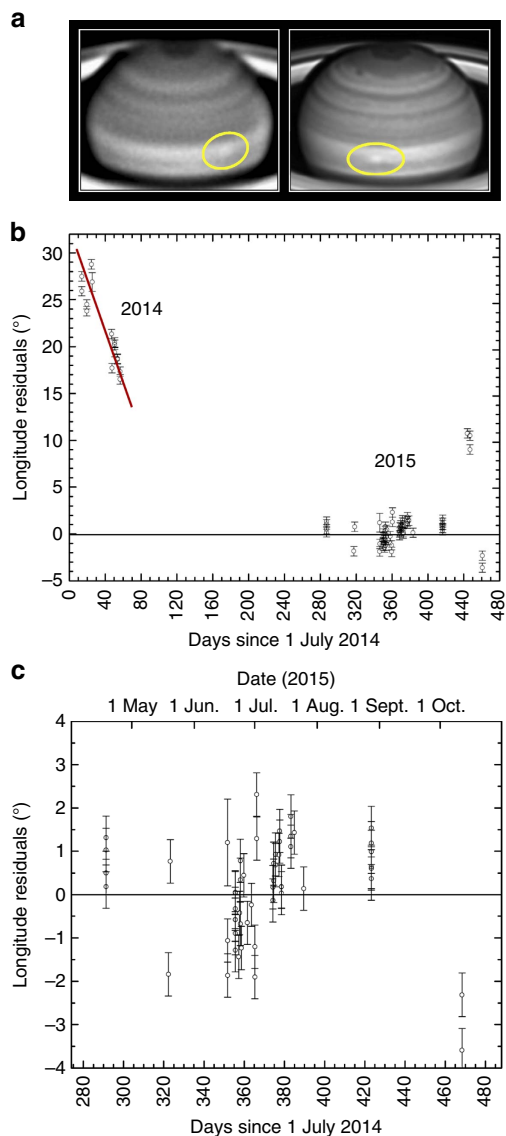 a
b
30
25
20
15
10
5
0
−5
Longitude residuals (°)
2014
2015
0 40 80 120 160 200 240 280 320 360 400 440 480
Days since 1 July 2014
c
Date (2015)
1 May 1 Jun. 1 Jul. 1 Aug. 1 Sept. 1 Oct.
4
3
2
1
0
−1
−2
−3
−4
Longitude residuals (°)
280 300 320 340 360 380 400 420 440 460 480
Days since 1 July 2014